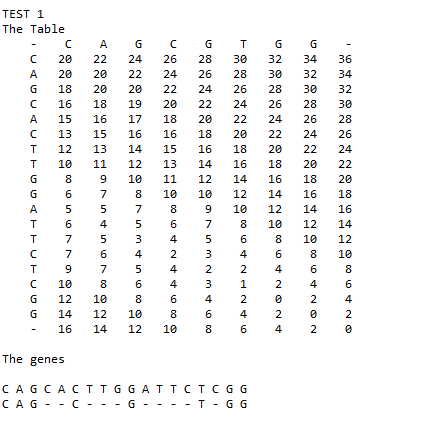 TEST 1
The Table
- C A G C G T G G -
C 20 22 24 26 28 30 32 34 36
A 20 20 22 24 26 28 30 32 34
G 18 20 20 22 24 26 28 30 32
C 16 18 19 20 22 24 26 28 30
A 15 16 17 18 20 22 24 26 28
C 13 15 16 16 18 20 22 24 26
T 12 13 14 15 16 18 20 22 24
T 10 11 12 13 14 16 18 20 22
G 8 9 10 11 12 14 16 18 20
G 6 7 8 10 10 12 14 16 18
A 5 5 7 8 9 10 12 14 16
T 6 4 5 6 7 8 10 12 14
T 7 5 3 4 5 6 8 10 12
C 7 6 4 2 3 4 6 8 10
T 9 7 5 4 2 2 4 6 8
C 10 8 6 4 3 1 2 4 6
G 12 10 8 6 4 2 0 2 4
G 14 12 10 8 6 4 2 0 2
- 16 14 12 10 8 6 4 2 0
The genes
C A G C A C T T G G A T T C T C G G
C A G - - C - - - G - - - - T - G G